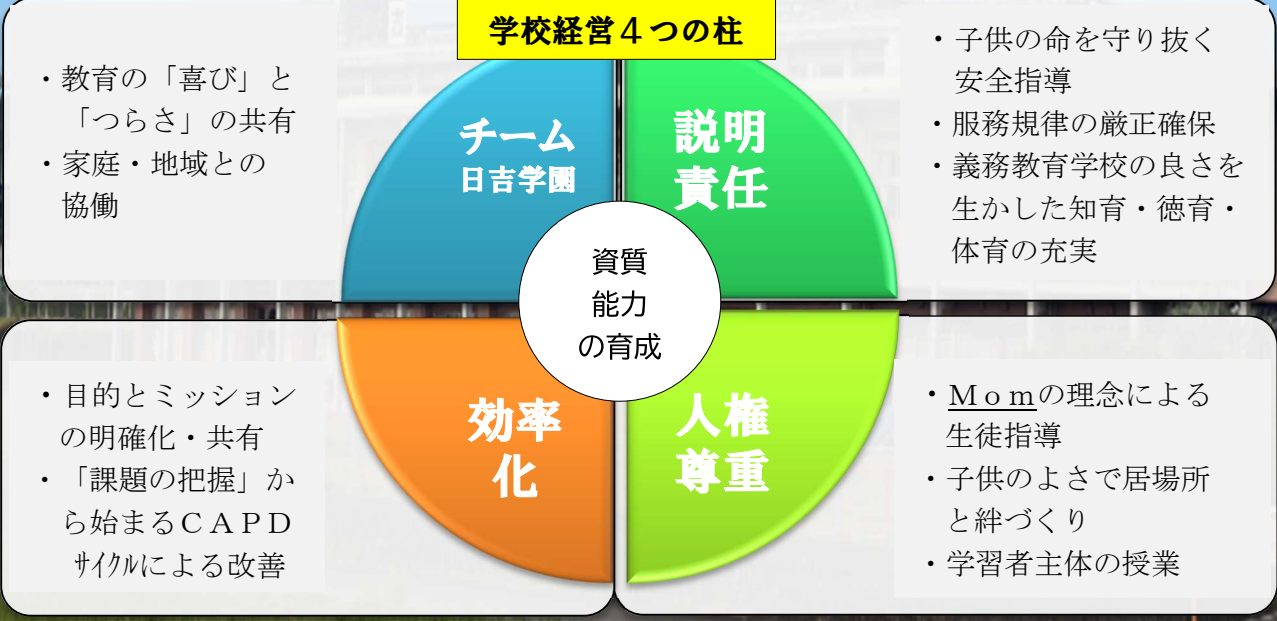 学校経営４つの柱
・教育の「喜び」と
「つらさ」の共有
・家庭・地域との
協働
チーム
日吉学園
説明
責任
・子供の命を守り抜く
安全指導
・服務規律の厳正確保
・義務教育学校の良さを
生かした知育・徳育・
体育の充実
資質
能力
の育成
・目的とミッション
の明確化・共有
・「課題の把握」か
ら始まるＣＡＰＤ
ｻｲｸﾙによる改善
効率
化
人権
尊重
・Ｍｏｍの理念による
生徒指導
・子供のよさで居場所
と絆づくり
・学習者主体の授業